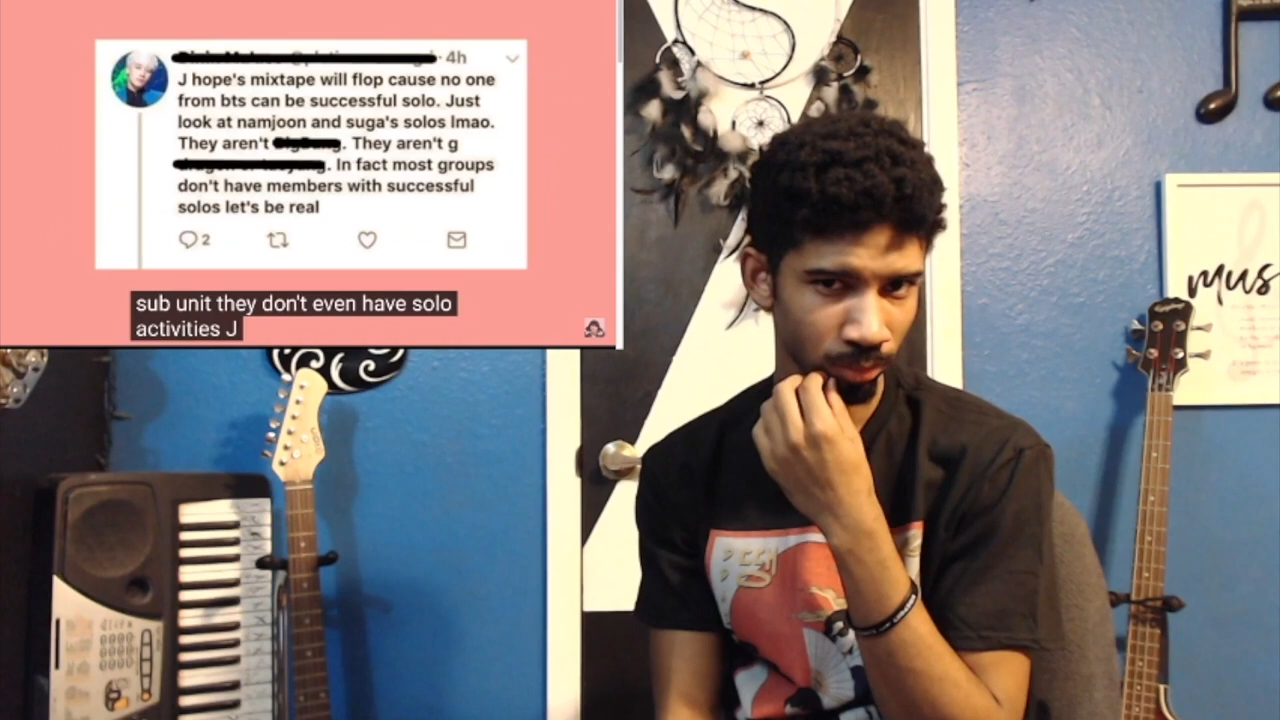 4h
J hope's mixtape will flop cause no one
from bts can be successful solo. Just
look at namjoon and suga's solos lmao.
They aren't . They aren't g
. In fact most groups
don't have members with successful
solos let's be real
2
sub unit they don't even have solo
activities J
mus